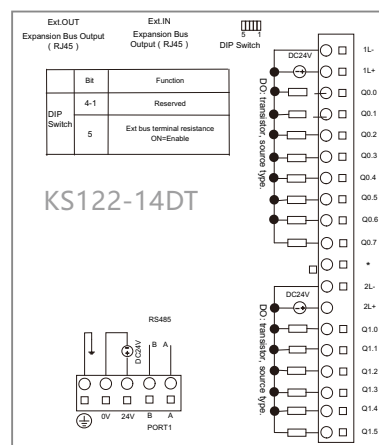 Ext.OUT
Expansion Bus Output
( RJ45 )
Ext.IN
Expansion Bus
Output ( RJ45 )
5 1
DIP Switch
Bit Function
DIP
Switch
4-1 Reserved
5 Ext bus terminal resistance
ON=Enable
KS122-14DT
RS485
DC24V
B A
0V 24V B A
PORT1
DC24V
DO: transistor, source type.
1L-
1L+
Q0.0
Q0.1
Q0.2
Q0.3
Q0.4
Q0.5
Q0.6
Q0.7
*
2L-
DC24V
DO: transistor, source type.
2L+
Q1.0
Q1.1
Q1.2
Q1.3
Q1.4
Q1.5